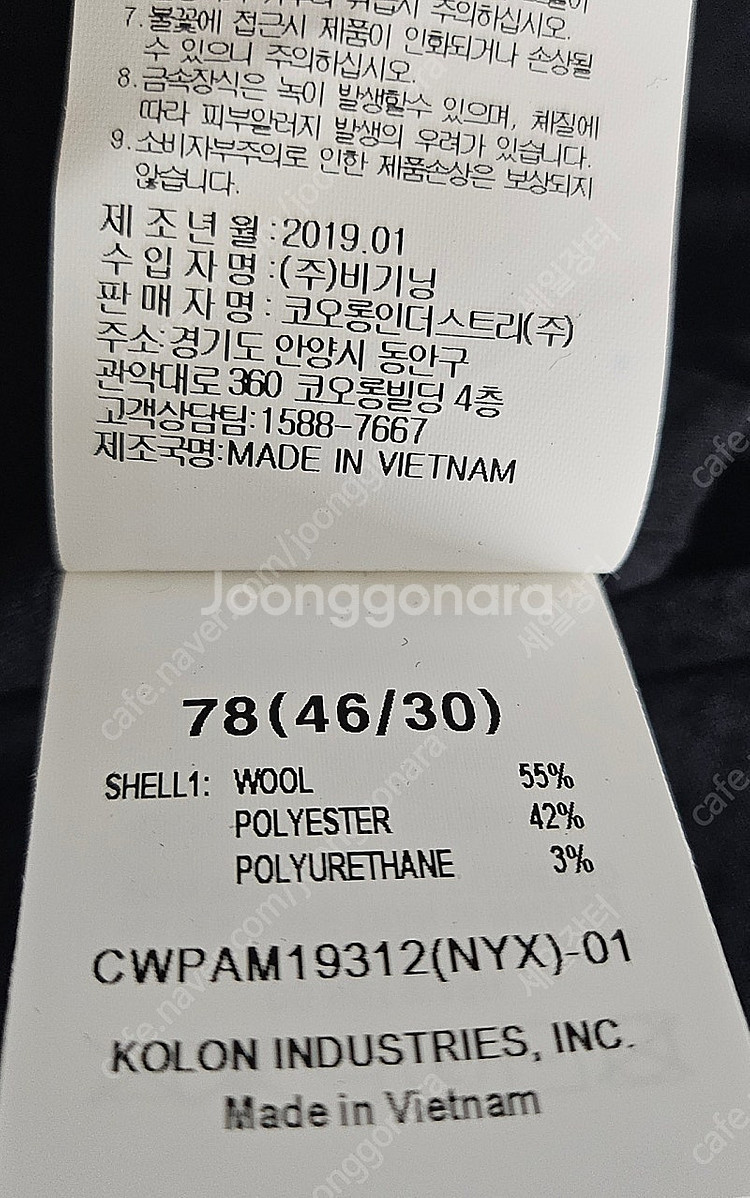 주의하십시오.
7. 불꽃에 접근시 제품이 인화되거나 손상될
수 있으니 주의하십시오.
8. 금속장식은 녹이 발생할수 있으며, 체질에
따라 피부알러지 발생의 우려가 있습니다.
9. 소비자부주의로 인한 제품손상은 보상되지
않습니다.
제 조 년 월 : 2019.01
수 입 자 명 : (주)비기닝
판 매 자 명 : 코오롱인더스트리(주)
주소:경기도 안양시 동안구
관악대로 360 코오롱빌딩 4층
고객상담팀:1588-7667
제조국명:MADE IN VIETNAM
Joonggonara
78(46/30)
SHELL1: WOOL 55%
POLYESTER 42%
POLYURETHANE 3%
CWPAM19312(NYX)-01
KOLON INDUSTRIES, INC.
Made in Vietnam